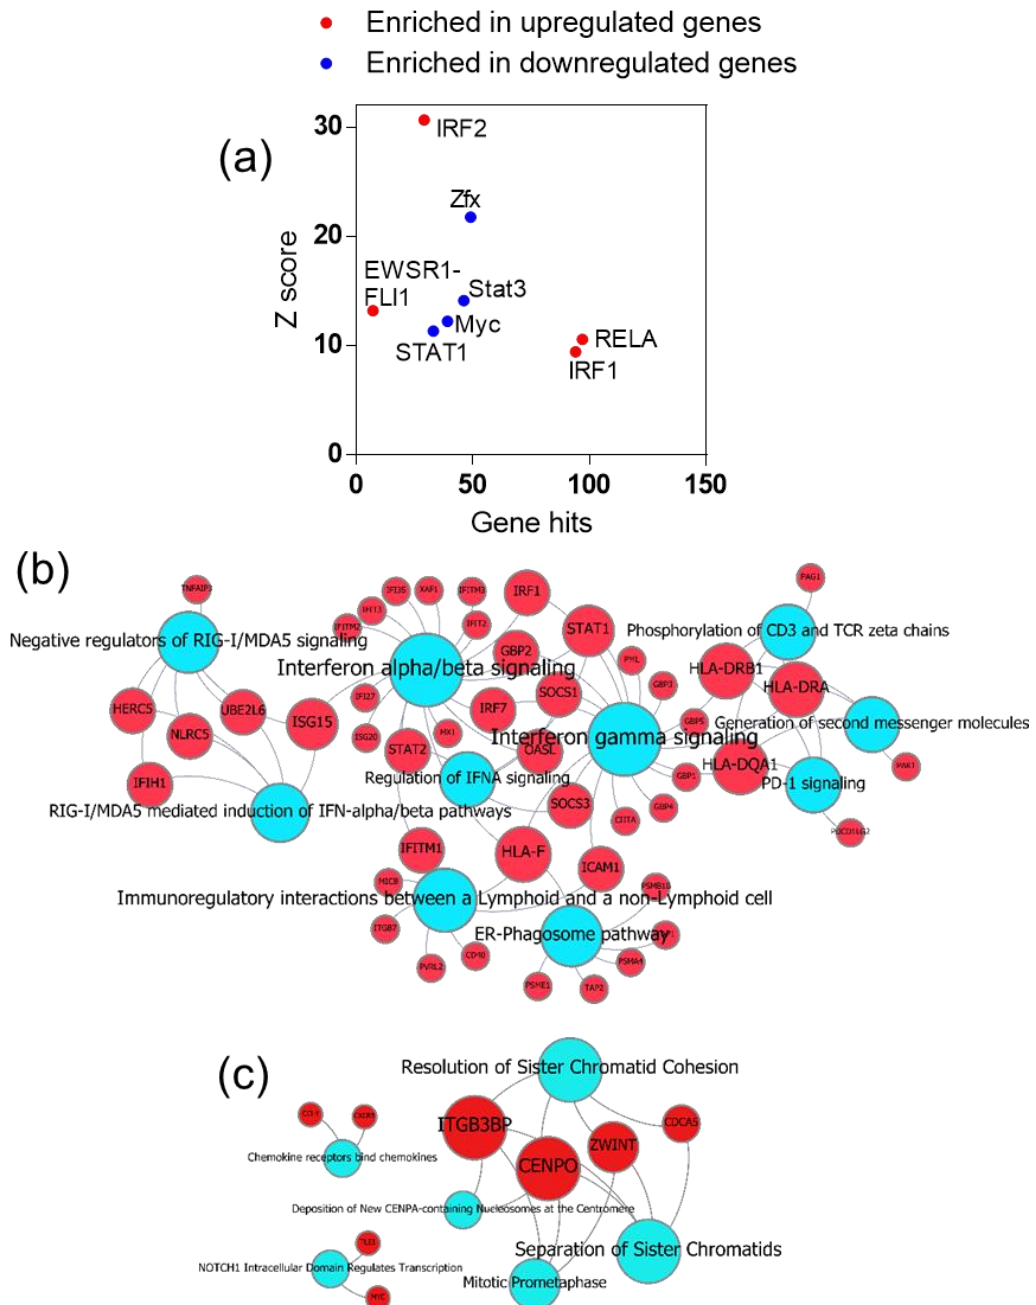 Enriched in upregulated genes
Enriched in downregulated genes
(a)
30
IRF2
Zfx
20
Z score
EWSR1-
FLI1
Stat3
Myc
STAT1
10
RELA
IRF1
0
0
50
100
150
Gene hits
(b)
TNFAIP3
Negative regulators of RIG-I/MDA5 signaling
HERC5
UBE2L6
NLRC5
ISG15
IFIH1
RIG-I/MDA5 mediated induction of IFN-alpha/beta pathways
IFI35
XAF1
IFITM3
IFIT3
IFITM2
IFIT2
IRF1
STAT1
GBP2
Interferon alpha/beta signaling
PML
GBP3
SOCS1
IFI27
IRF7
GBP5
ISG20
MX1
STAT2
OASL
Interferon gamma signaling
Regulation of IFNA signaling
GBP1
SOCS3
GBP4
CIITA
PAG1
Phosphorylation of CD3 and TCR zeta chains
HLA-DRB1
HLA-DRA
Generation of second messenger molecules
HLA-DQA1
PAK1
PD-1 signaling
PDCD1LG2
IFITM1
HLA-F
ICAM1
MICB
PSMB10
Immunoregulatory interactions between a Lymphoid and a non-Lymphoid cell
ITGB7
ER-Phagosome pathway
PVRL2
CD40
PSMA4
PSME1
TAP2
(c)
Resolution of Sister Chromatid Cohesion
ITGB3BP
CDCA5
ZWINT
Chemokine receptors bind chemokines
CENPO
Deposition of New CENPA-containing Nucleosomes at the Centromere
NOTCH1 Intracellular Domain Regulates Transcription
MYC
Separation of Sister Chromatids
Mitotic Prometaphase